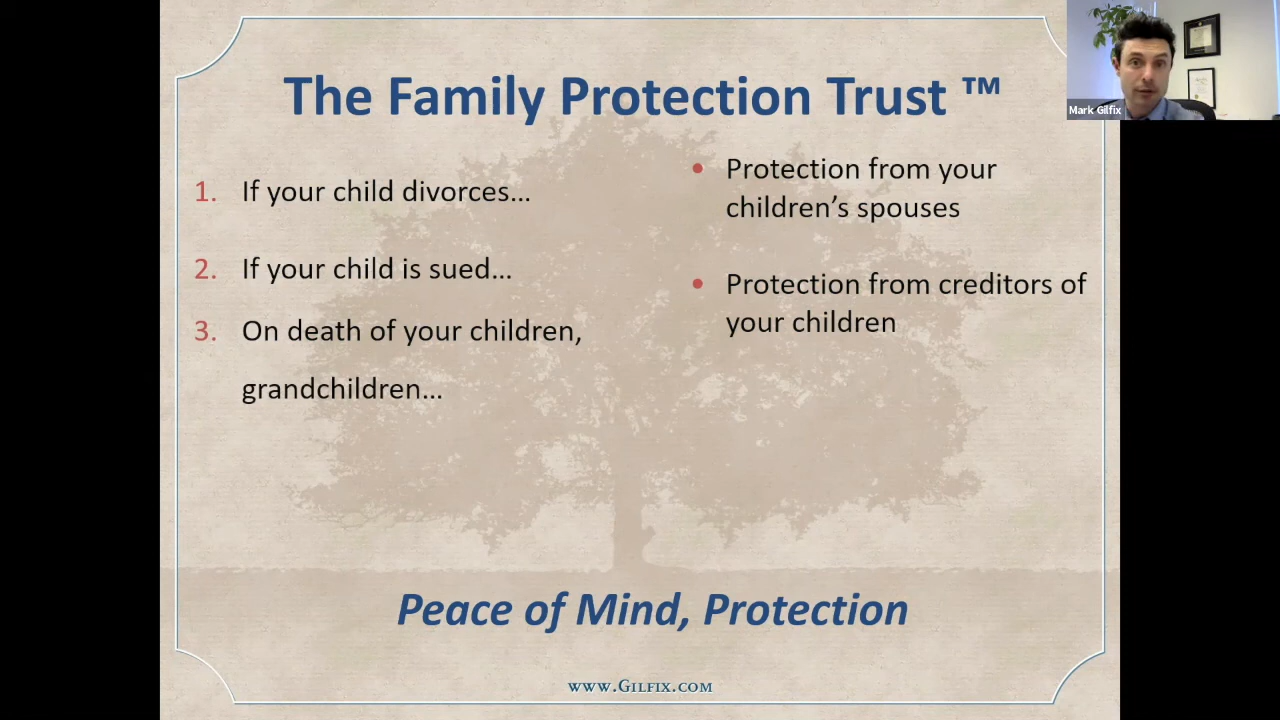 The Family Protection Trust ™
Mark Gilfix
1. If your child divorces...
2. If your child is sued...
3. On death of your children,
grandchildren...
• Protection from your
children’s spouses
• Protection from creditors of
your children
Peace of Mind, Protection
www.Gilfix.com